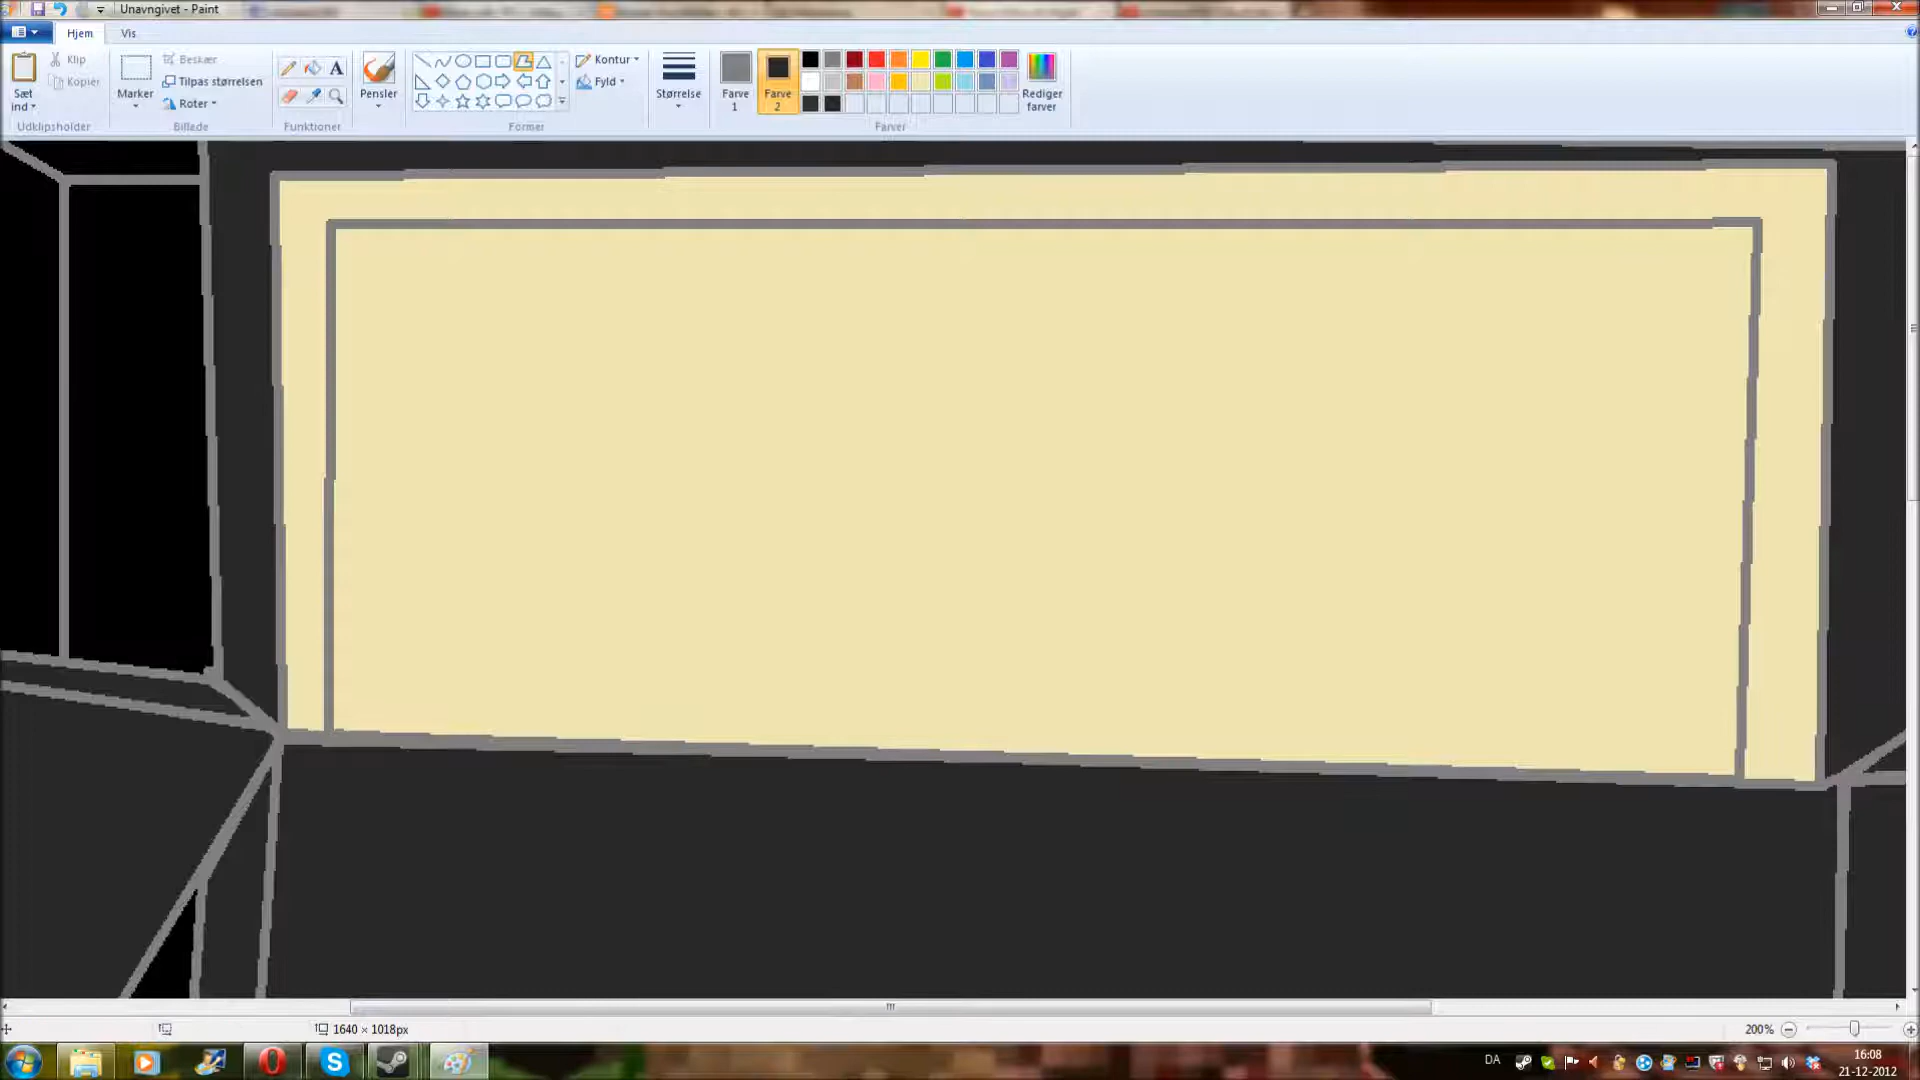 Unavngivet - Paint
Hjem Vis
Klip
Kopier
Sæt
ind
Udklipsholder
Marker
Beskær
Tilpas størrelsen
Roter
Billede
A
Funktioner
Pensler
Kontur
Fyld
Former
Størrelse
Farve
1
Farve
2
Rediger
farver
Farver
1640 × 1018px
200%
DA
16:08
21-12-2012